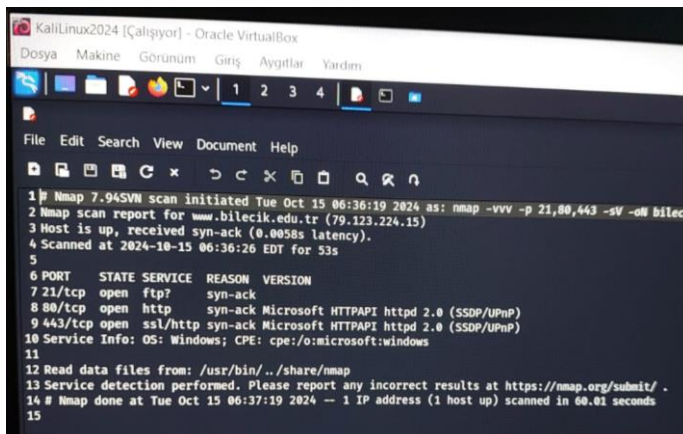 KaliLinux2024 [Çalışıyor] - Oracle VirtualBox
Dosya Makine Görünüm Giriş Aygıtlar Yardım
1 2 3 4
File Edit Search View Document Help
1 # Nmap 7.94SVN scan initiated Tue Oct 15 06:36:19 2024 as: nmap -vvv -p 21,80,443 -sV -oN bilec
2 Nmap scan report for www.bilecik.edu.tr (79.123.224.15)
3 Host is up, received syn-ack (0.0058s latency).
4 Scanned at 2024-10-15 06:36:26 EDT for 53s
5
6 PORT STATE SERVICE REASON VERSION
7 21/tcp open ftp? syn-ack
8 80/tcp open http syn-ack Microsoft HTTPAPI httpd 2.0 (SSDP/UPnP)
9 443/tcp open ssl/http syn-ack Microsoft HTTPAPI httpd 2.0 (SSDP/UPnP)
10 Service Info: OS: Windows; CPE: cpe:/o:microsoft:windows
11
12 Read data files from: /usr/bin/../share/nmap
13 Service detection performed. Please report any incorrect results at https://nmap.org/submit/ .
14 # Nmap done at Tue Oct 15 06:37:19 2024 -- 1 IP address (1 host up) scanned in 60.01 seconds
15